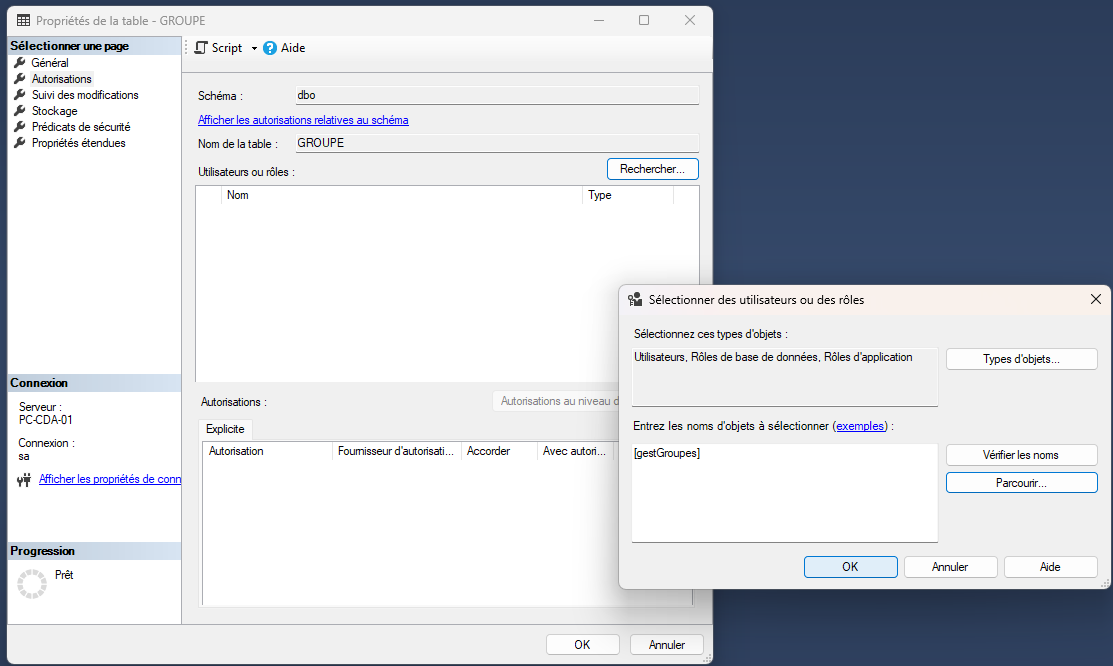 Propriétés de la table - GROUPE
Sélectionner une page
Général
Autorisations
Suivi des modifications
Stockage
Prédicats de sécurité
Propriétés étendues
Script
Aide
Schéma :
dbo
Afficher les autorisations relatives au schéma
Nom de la table :
GROUPE
Utilisateurs ou rôles :
Rechercher...
Nom
Type
Autorisations :
Autorisations au niveau d
Explicite
Autorisation
Fournisseur d'autorisati...
Accorder
Avec autori...
Connexion
Serveur :
PC-CDA-01
Connexion :
sa
Afficher les propriétés de conn
Progression
Prêt
OK
Annuler
Sélectionner des utilisateurs ou des rôles
Sélectionnez ces types d'objets :
Utilisateurs, Rôles de base de données, Rôles d'application
Types d'objets...
Entrez les noms d'objets à sélectionner (exemples) :
[gestGroupes]
Vérifier les noms
Parcourir...
OK
Annuler
Aide